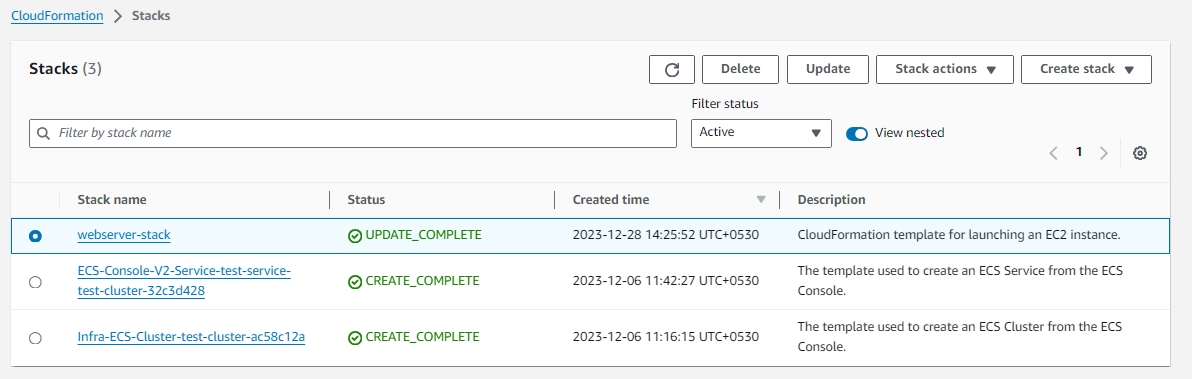 CloudFormation > Stacks
Stacks (3)
Delete
Update
Stack actions
Create stack
Filter status
Filter by stack name
Active
View nested
1
Stack name Status Created time Description
webserver-stack UPDATE_COMPLETE 2023-12-28 14:25:52 UTC+0530 CloudFormation template for launching an EC2 instance.
ECS-Console-V2-Service-test-service- The template used to create an ECS Service from the ECS
CREATE_COMPLETE 2023-12-06 11:42:27 UTC+0530
test-cluster-32c3d428 Console.
The template used to create an ECS Cluster from the ECS
Infra-ECS-Cluster-test-cluster-ac58c12a CREATE_COMPLETE 2023-12-06 11:16:15 UTC+0530
Console.